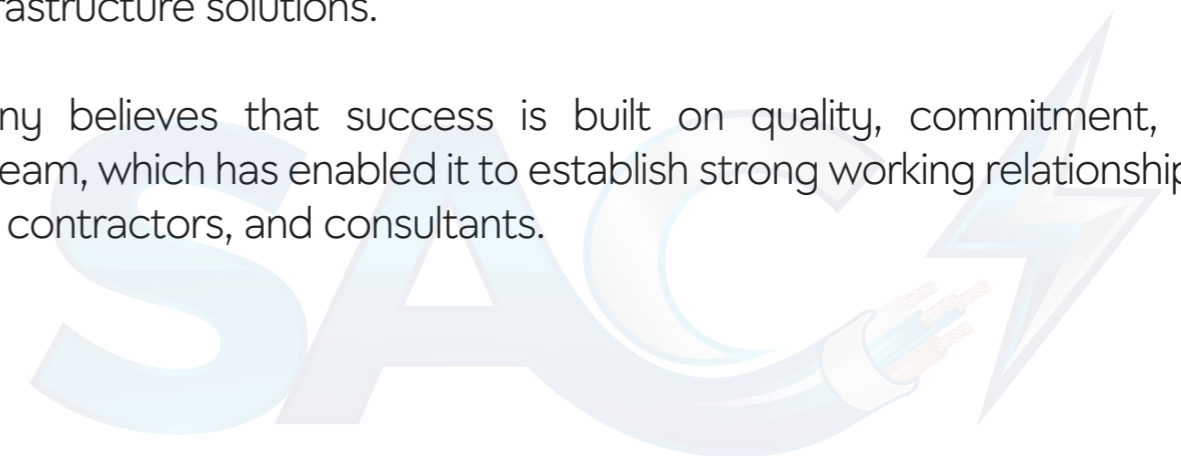 rastructure solutions.
ny believes that success is built on quality, commitment,
eam, which has enabled it to establish strong working relationship
contractors, and consultants.
SAC